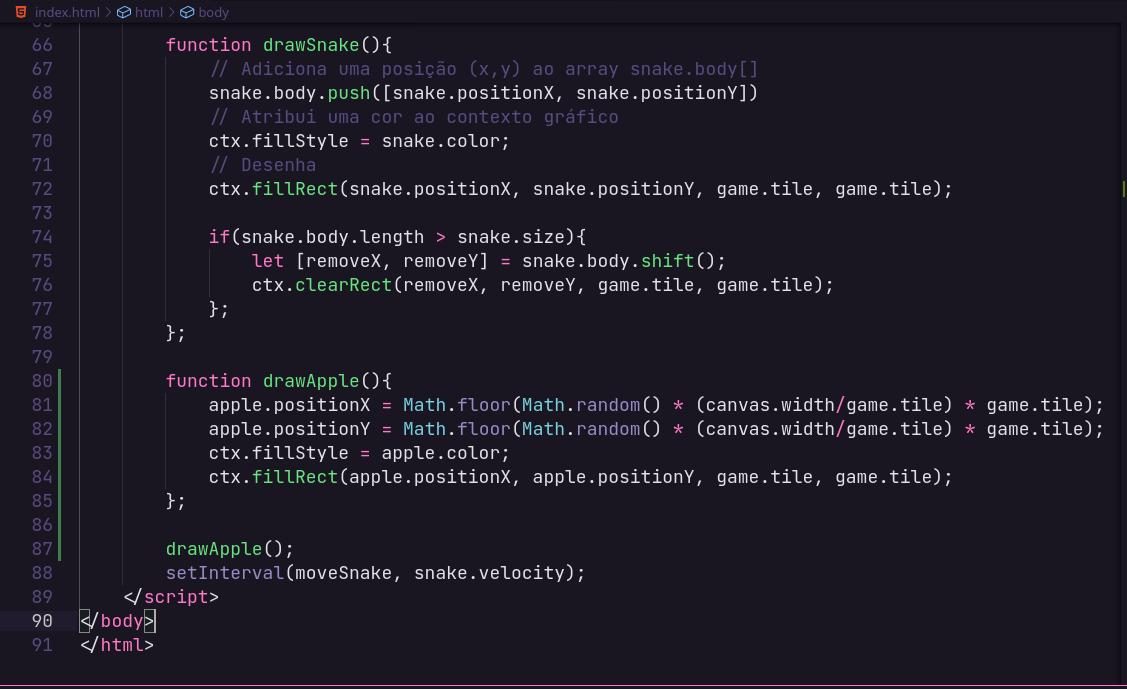 index.html > html > body
66 function drawSnake(){
67 // Adiciona uma posição (x,y) ao array snake.body[]
68 snake.body.push([snake.positionX, snake.positionY])
69 // Atribui uma cor ao contexto gráfico
70 ctx.fillStyle = snake.color;
71 // Desenha
72 ctx.fillRect(snake.positionX, snake.positionY, game.tile, game.tile);
73
74 if(snake.body.length > snake.size){
75 let [removeX, removeY] = snake.body.shift();
76 ctx.clearRect(removeX, removeY, game.tile, game.tile);
77 };
78 };
79
80 function drawApple(){
81 apple.positionX = Math.floor(Math.random() * (canvas.width/game.tile) * game.tile);
82 apple.positionY = Math.floor(Math.random() * (canvas.width/game.tile) * game.tile);
83 ctx.fillStyle = apple.color;
84 ctx.fillRect(apple.positionX, apple.positionY, game.tile, game.tile);
85 };
86
87 drawApple();
88 setInterval(moveSnake, snake.velocity);
89 </script>
90 </body>
91 </html>